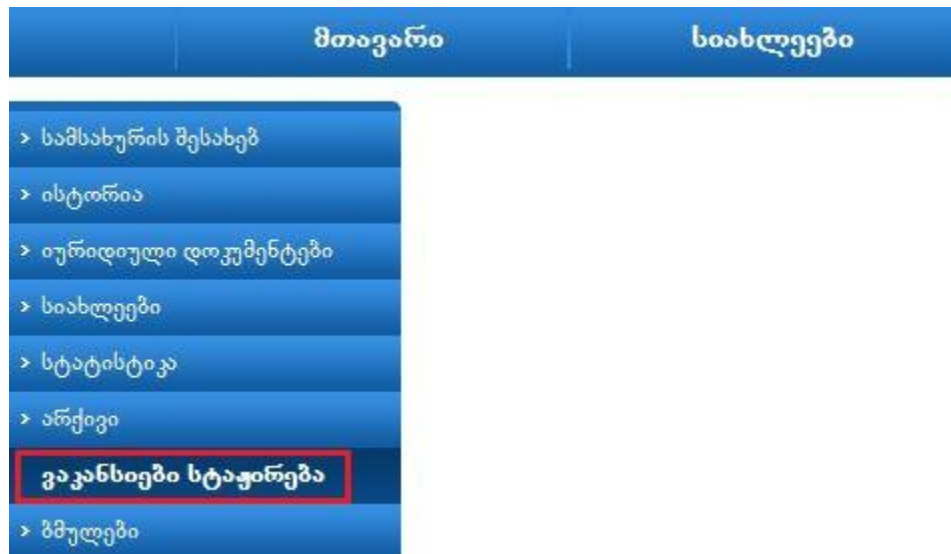 მთავარი სიახლეები
> სამსახურის შესახებ
> ისტორია
> იურიდიული დოკუმენტები
> სიახლეები
> სტატისტიკა
> არქივი
ვაკანსიები სტაჟირება
> ბმულები